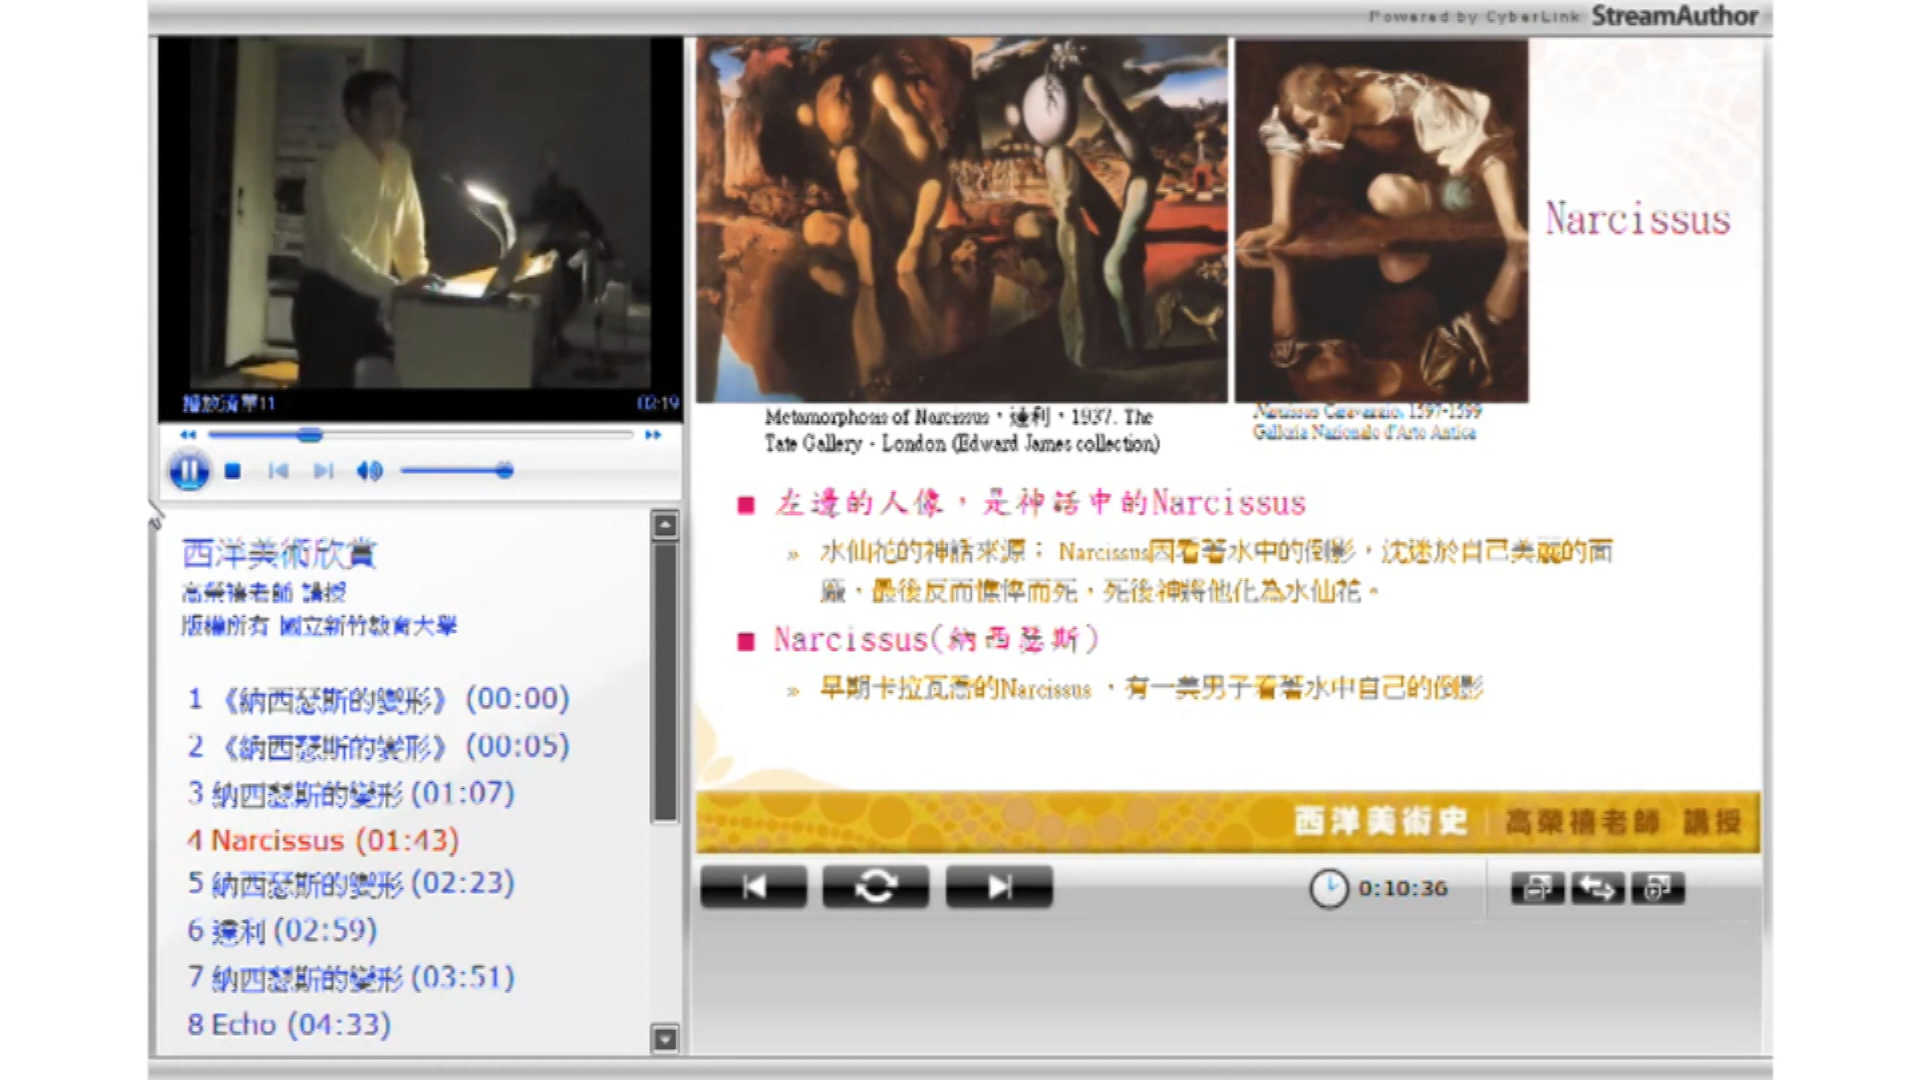 Powered by CyberLink StreamAuthor
播放清單11
02:19
西洋美術欣賞
高榮禧老師 講授
版權所有 國立新竹教育大學
1 《納西瑟斯的變形》 (00:00)
2 《納西瑟斯的變形》 (00:05)
3 納西瑟斯的變形 (01:07)
4 Narcissus (01:43)
5 納西瑟斯的變形 (02:23)
6 達利 (02:59)
7 納西瑟斯的變形 (03:51)
8 Echo (04:33)
Narcissus
Metamorphosis of Narcissus,達利,1937. The
Tate Gallery - London (Edward James collection)
Narcissus Caravaggio, 1597-1599
Galleria Nazionale d'Arte Antica
左邊的人像,是神話中的Narcissus
» 水仙花的神話來源: Narcissus因看著水中的倒影,沈迷於自己美麗的面
龐,最後反而憔悴而死,死後神將他化為水仙花。
Narcissus(納西瑟斯)
» 早期卡拉瓦喬的Narcissus ,有一美男子看著水中自己的倒影
西洋美術史 高榮禧老師 講授
0:10:36